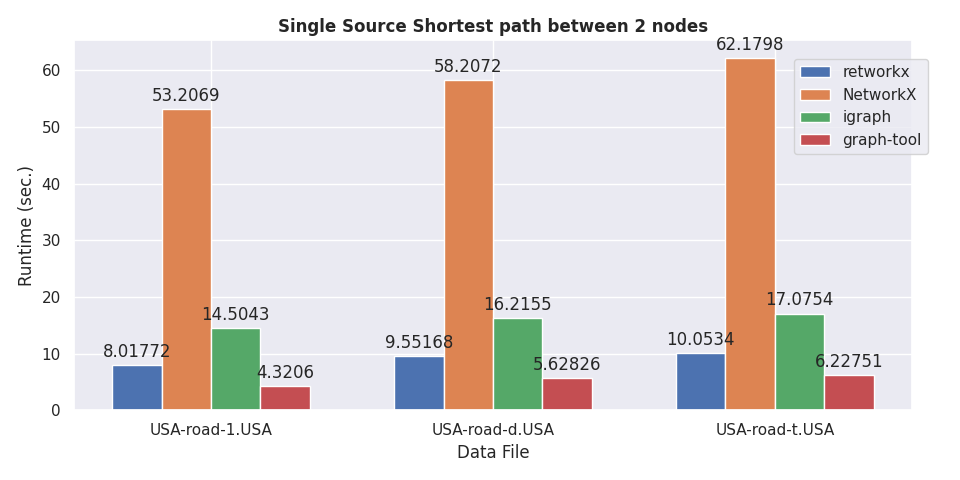 Single Source Shortest path between 2 nodes
62.1798
58.2072
53.2069
retworkx
NetworkX
igraph
graph-tool
60
50
40
30
20
10
0
Runtime (sec.)
8.01772
14.5043
4.3206
9.55168
16.2155
5.62826
10.0534
17.0754
6.22751
USA-road-1.USA
USA-road-d.USA
USA-road-t.USA
Data File